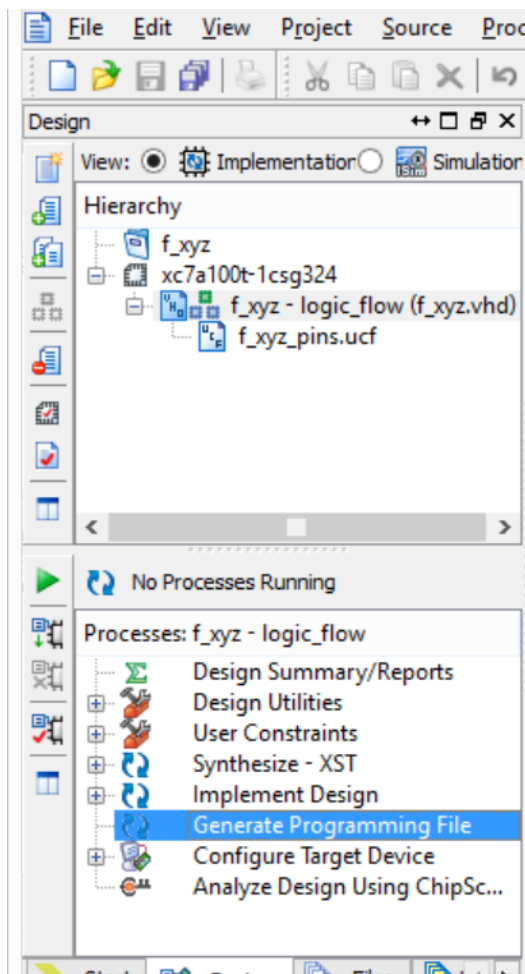 File Edit View Project Source Proc
Design
View: Implementation Simulation
Hierarchy
f_xyz
xc7a100t-1csg324
f_xyz - logic_flow (f_xyz.vhd)
f_xyz_pins.ucf
No Processes Running
Processes: f_xyz - logic_flow
Design Summary/Reports
Design Utilities
User Constraints
Synthesize - XST
Implement Design
Generate Programming File
Configure Target Device
Analyze Design Using ChipSc...